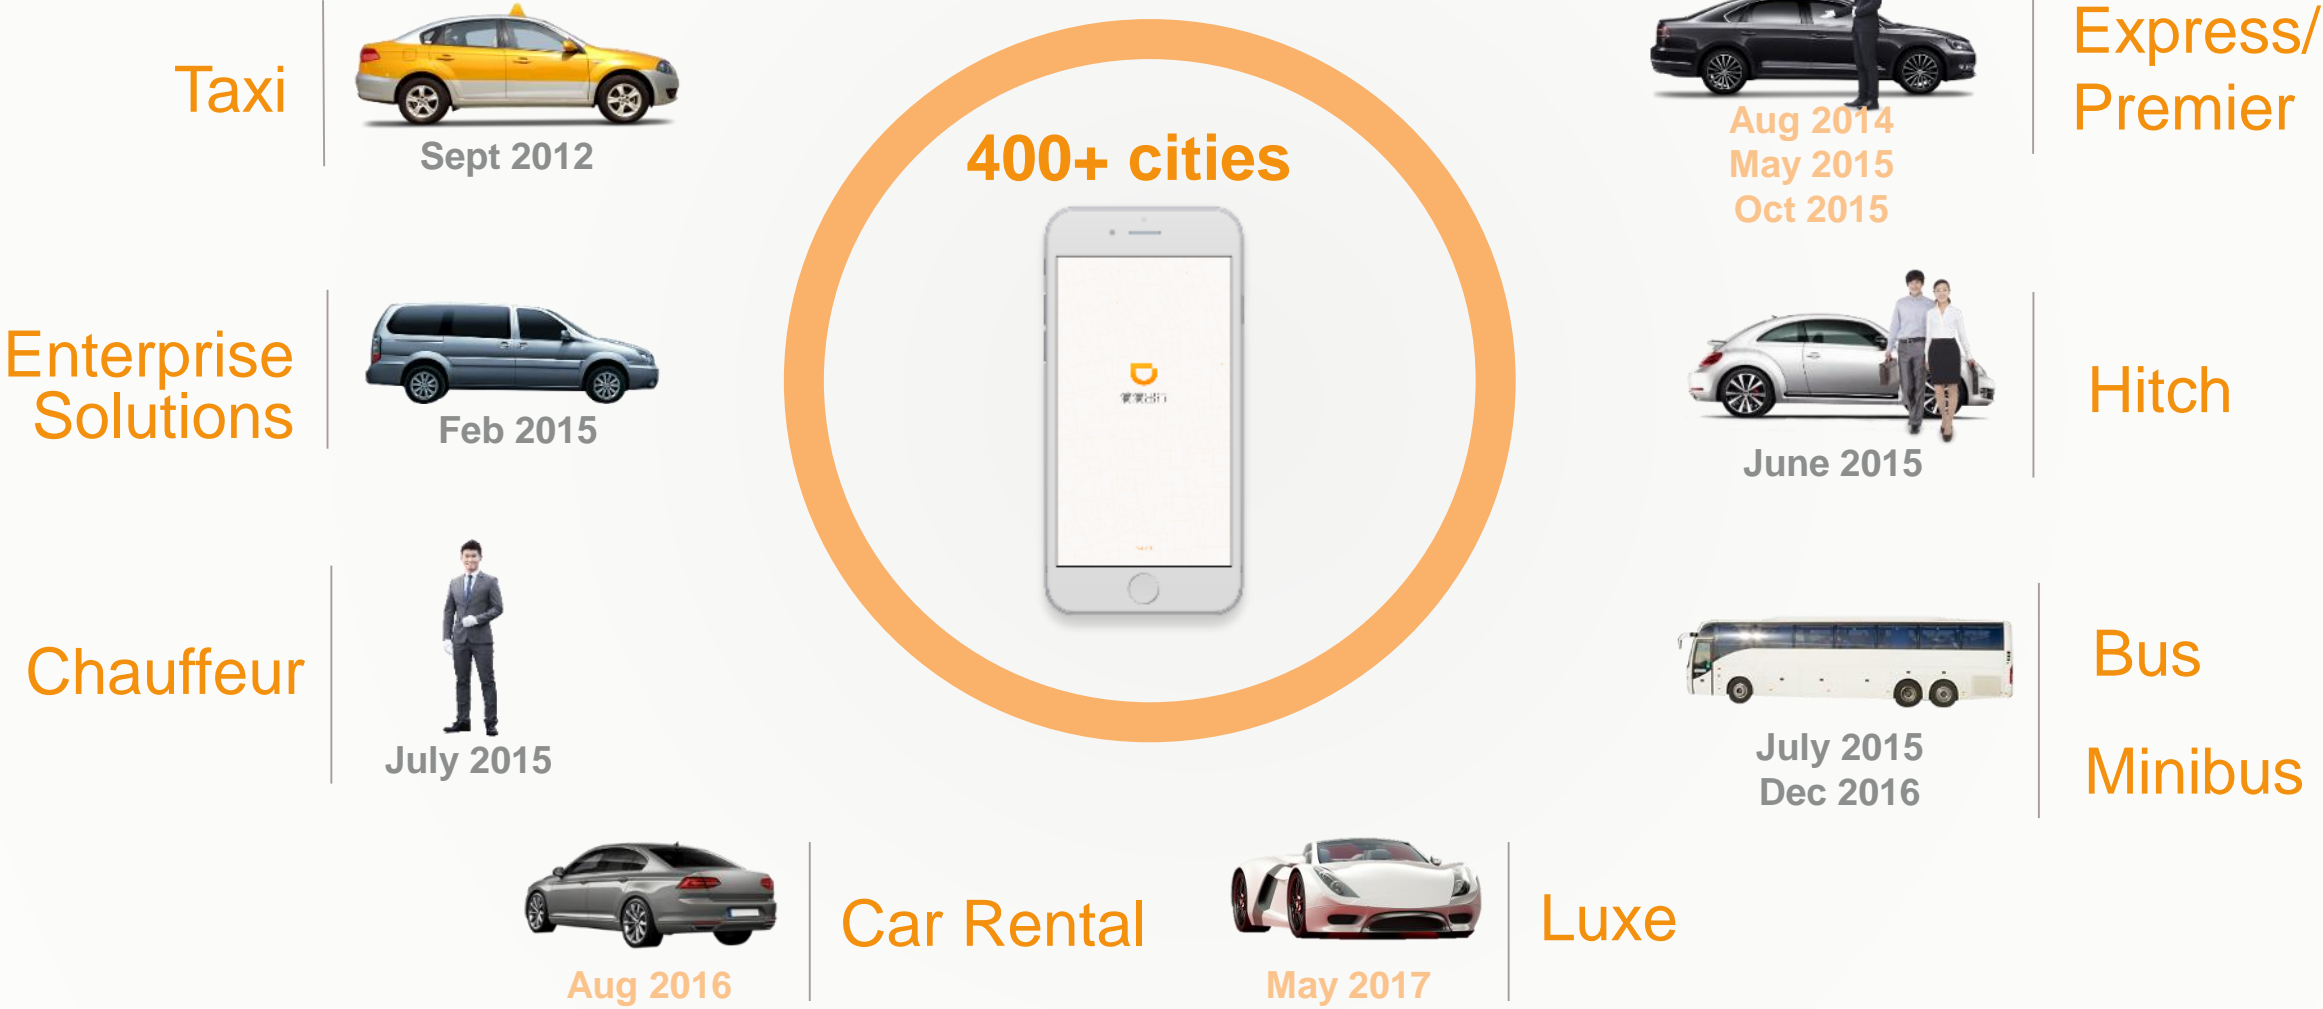 Taxi
Sept 2012
400+ cities
Express/
Premier
Aug 2014
May 2015
Oct 2015
Enterprise
Solutions
Feb 2015
Hitch
June 2015
Chauffeur
July 2015
Bus
Minibus
July 2015
Dec 2016
Car Rental
Aug 2016
Luxe
May 2017